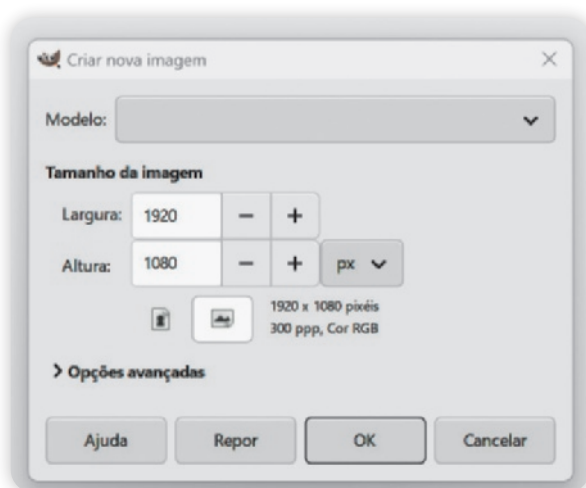 Criar nova imagem
Modelo:
Tamanho da imagem
Largura: 1920 − +
Altura: 1080 − + px
1920 x 1080 pixéis
300 ppp, Cor RGB
Opções avançadas
Ajuda Repor OK Cancelar